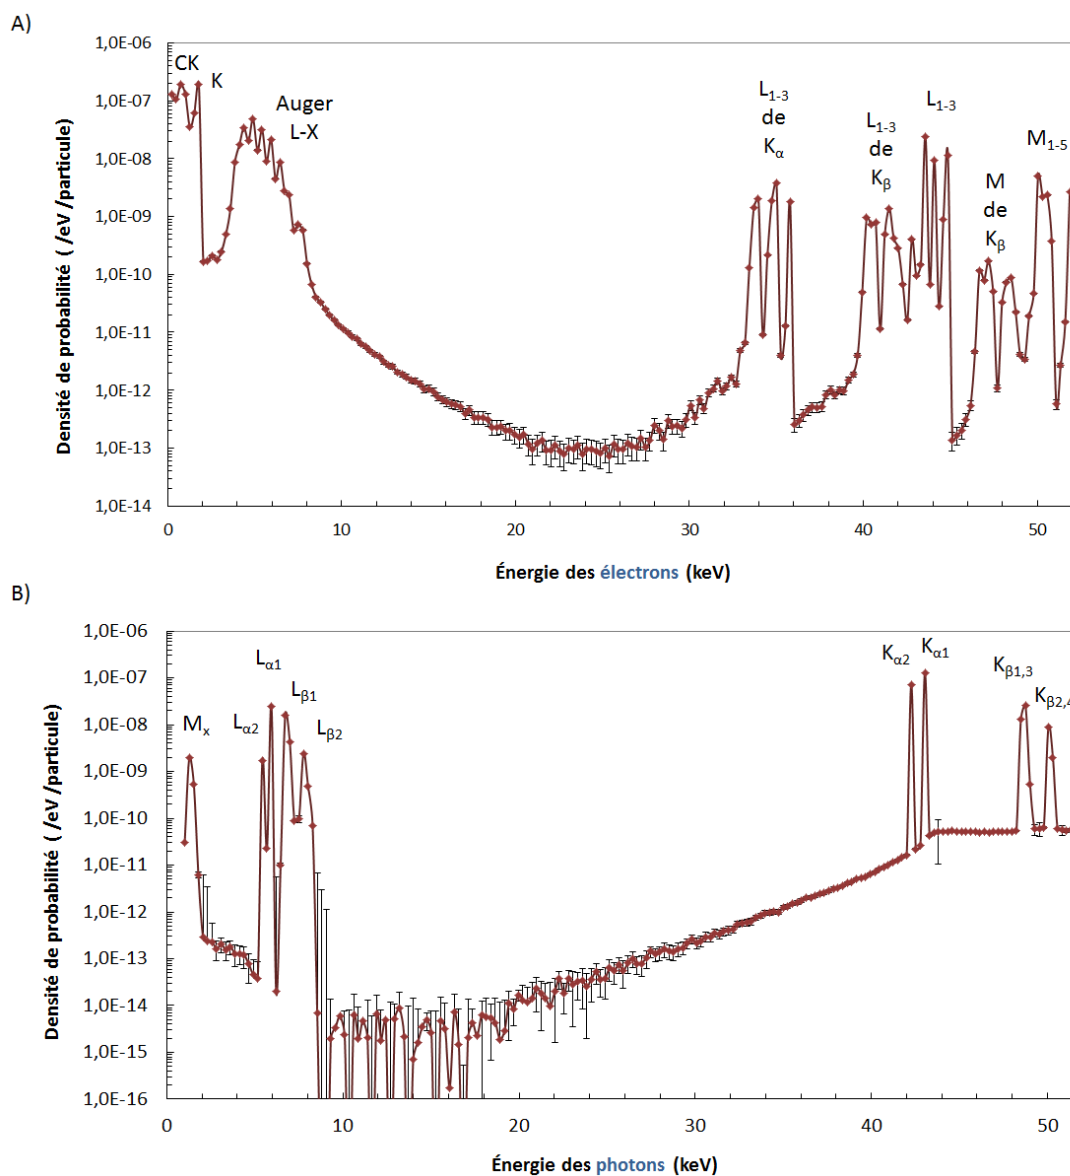 A)
Densité de probabilité ( /eV /particule)
1,0E-06
1,0E-07
1,0E-08
1,0E-09
1,0E-10
1,0E-11
1,0E-12
1,0E-13
1,0E-14
CK
K
Auger
L-X
L1-3
de
Kα
L1-3
de
Kβ
L1-3
M
de
Kβ
M1-5
0 10 20 30 40 50
Énergie des électrons (keV)
B)
Densité de probabilité ( /eV /particule)
1,0E-06
1,0E-07
1,0E-08
1,0E-09
1,0E-10
1,0E-11
1,0E-12
1,0E-13
1,0E-14
1,0E-15
1,0E-16
Mx
Lα2
Lα1
Lβ1
Lβ2
Kα2
Kα1
Kβ1,3
Kβ2,4
0 10 20 30 40 50
Énergie des photons (keV)